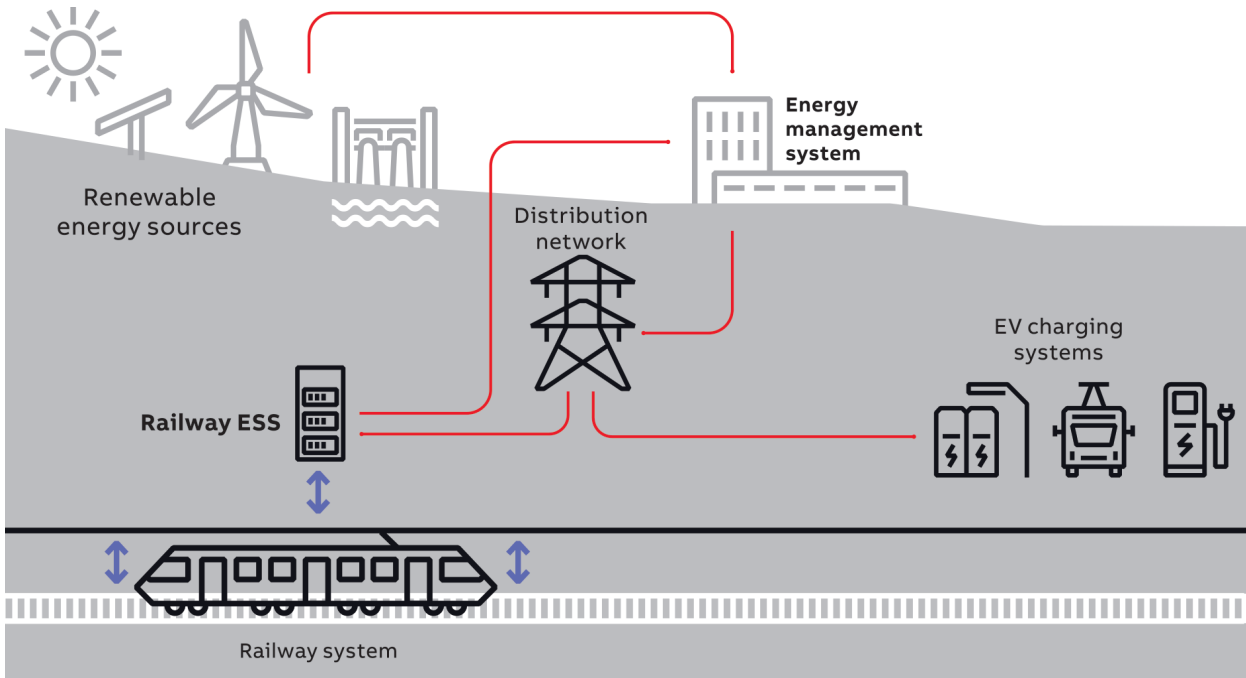 Energy
management
system
Renewable
energy sources
Distribution
network
EV charging
systems
Railway ESS
Railway system